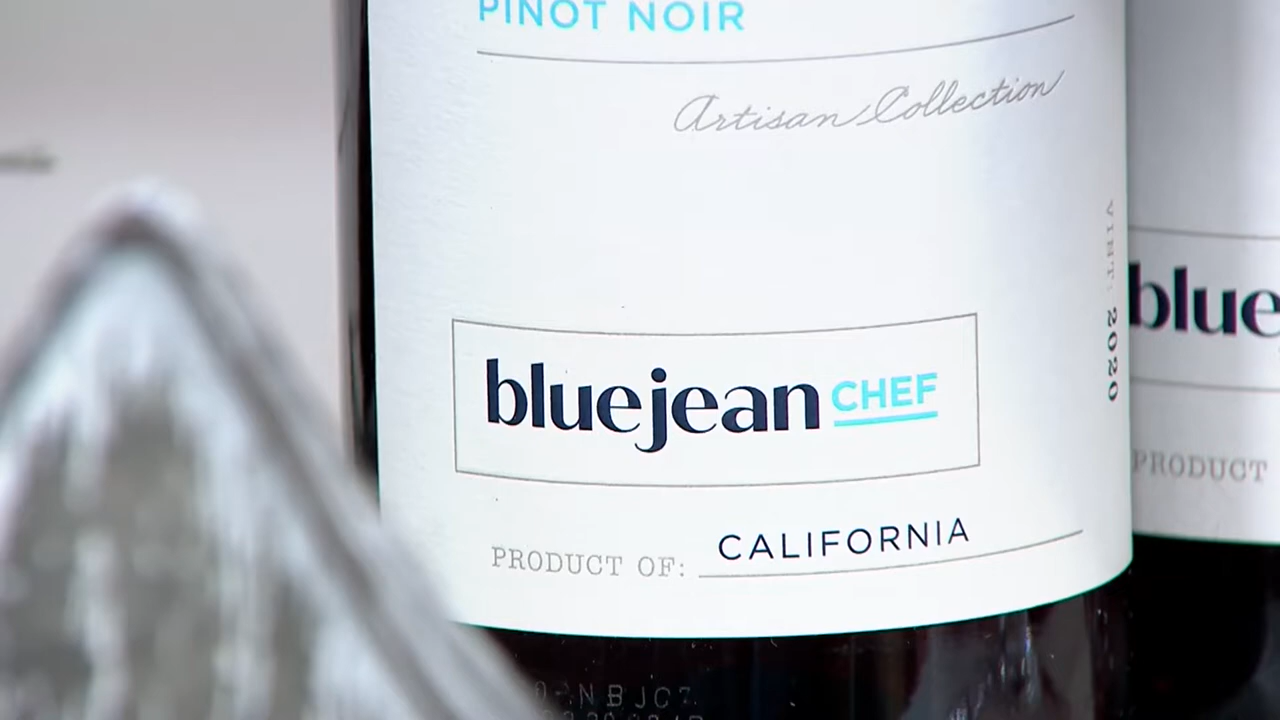 PINOT NOIR
Artisan Collection
VINT: 2020
bluejean CHEF
PRODUCT OF: CALIFORNIA
blue
PRODUCT